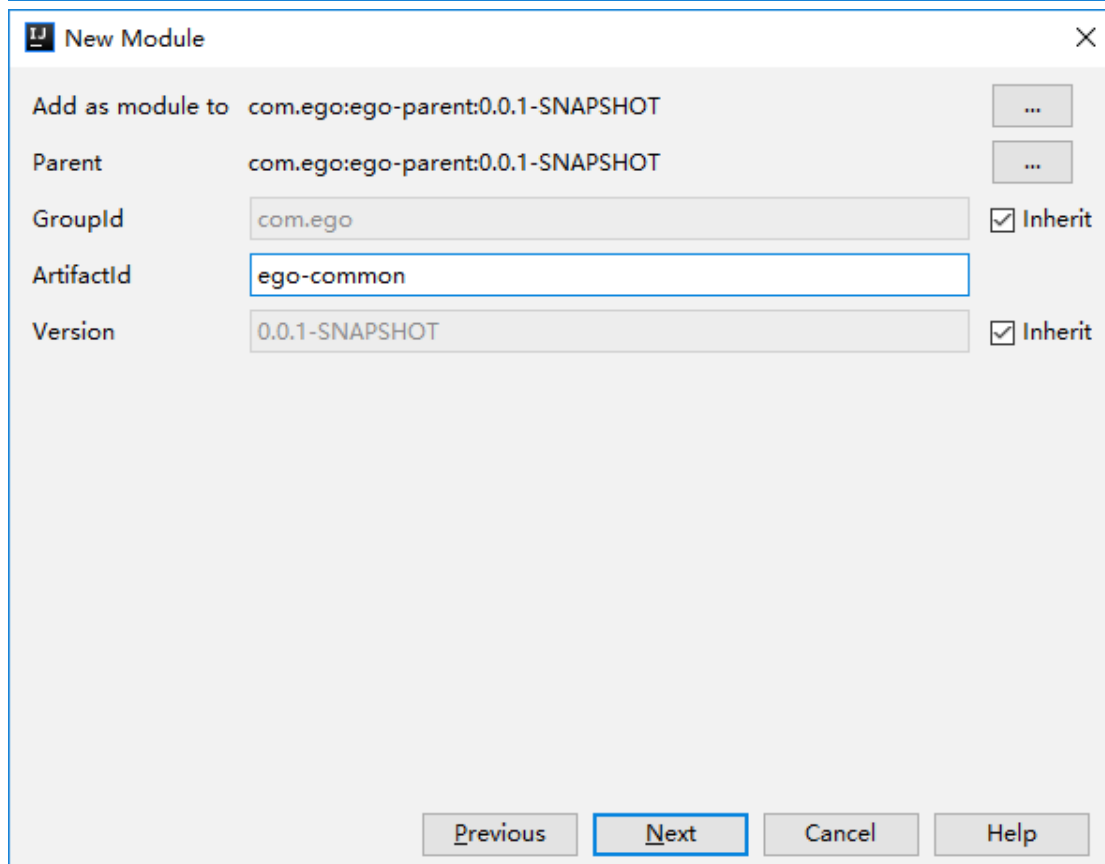 IJ New Module
Add as module to com.ego:ego-parent:0.0.1-SNAPSHOT ...
Parent com.ego:ego-parent:0.0.1-SNAPSHOT ...
GroupId com.ego Inherit
ArtifactId ego-common
Version 0.0.1-SNAPSHOT Inherit
Previous Next Cancel Help